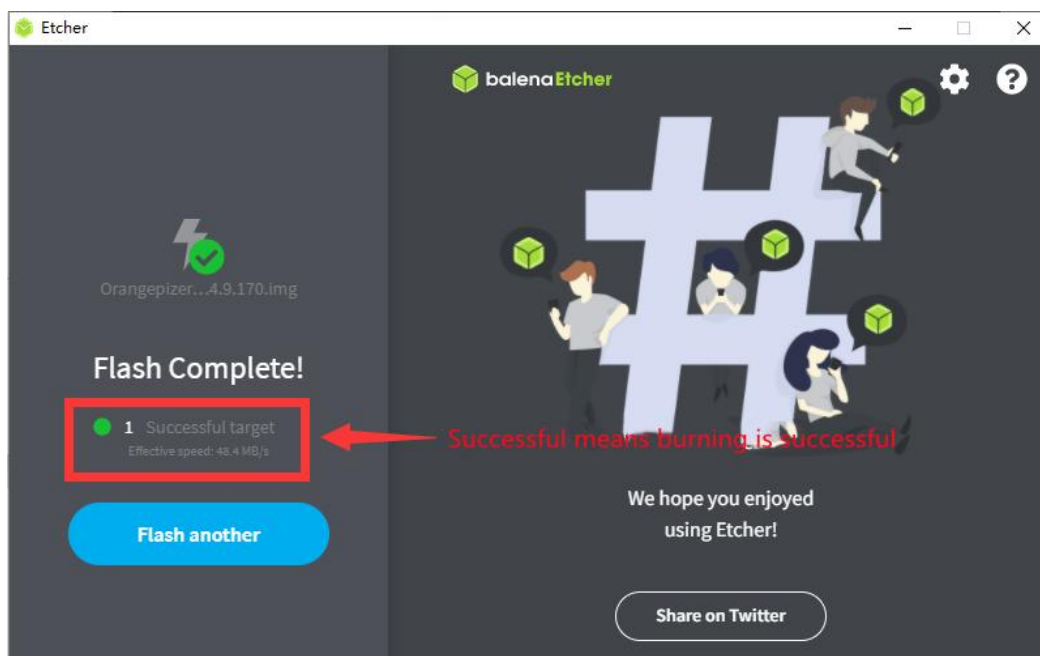 Etcher
balenaEtcher
Orangepizer...4.9.170.img
Flash Complete!
1 Successful target
Effective speed: 48.4 MB/s
Successful means burning is successful
Flash another
We hope you enjoyed
using Etcher!
Share on Twitter